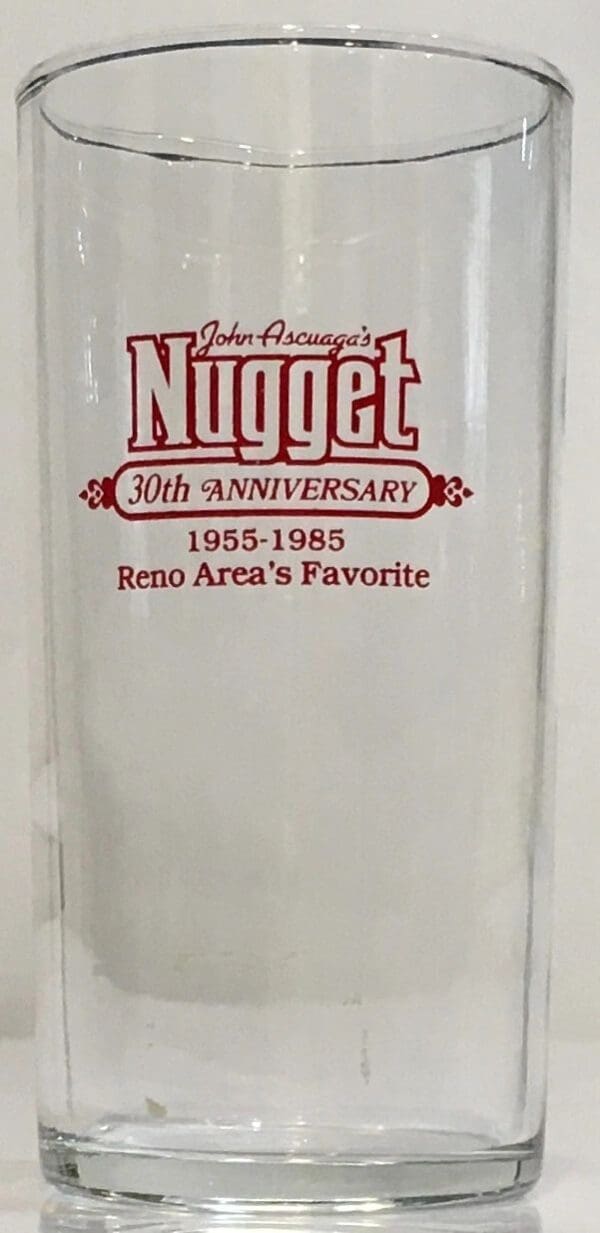 John Ascuaga's
Nugget
30th ANNIVERSARY
1955-1985
Reno Area's Favorite